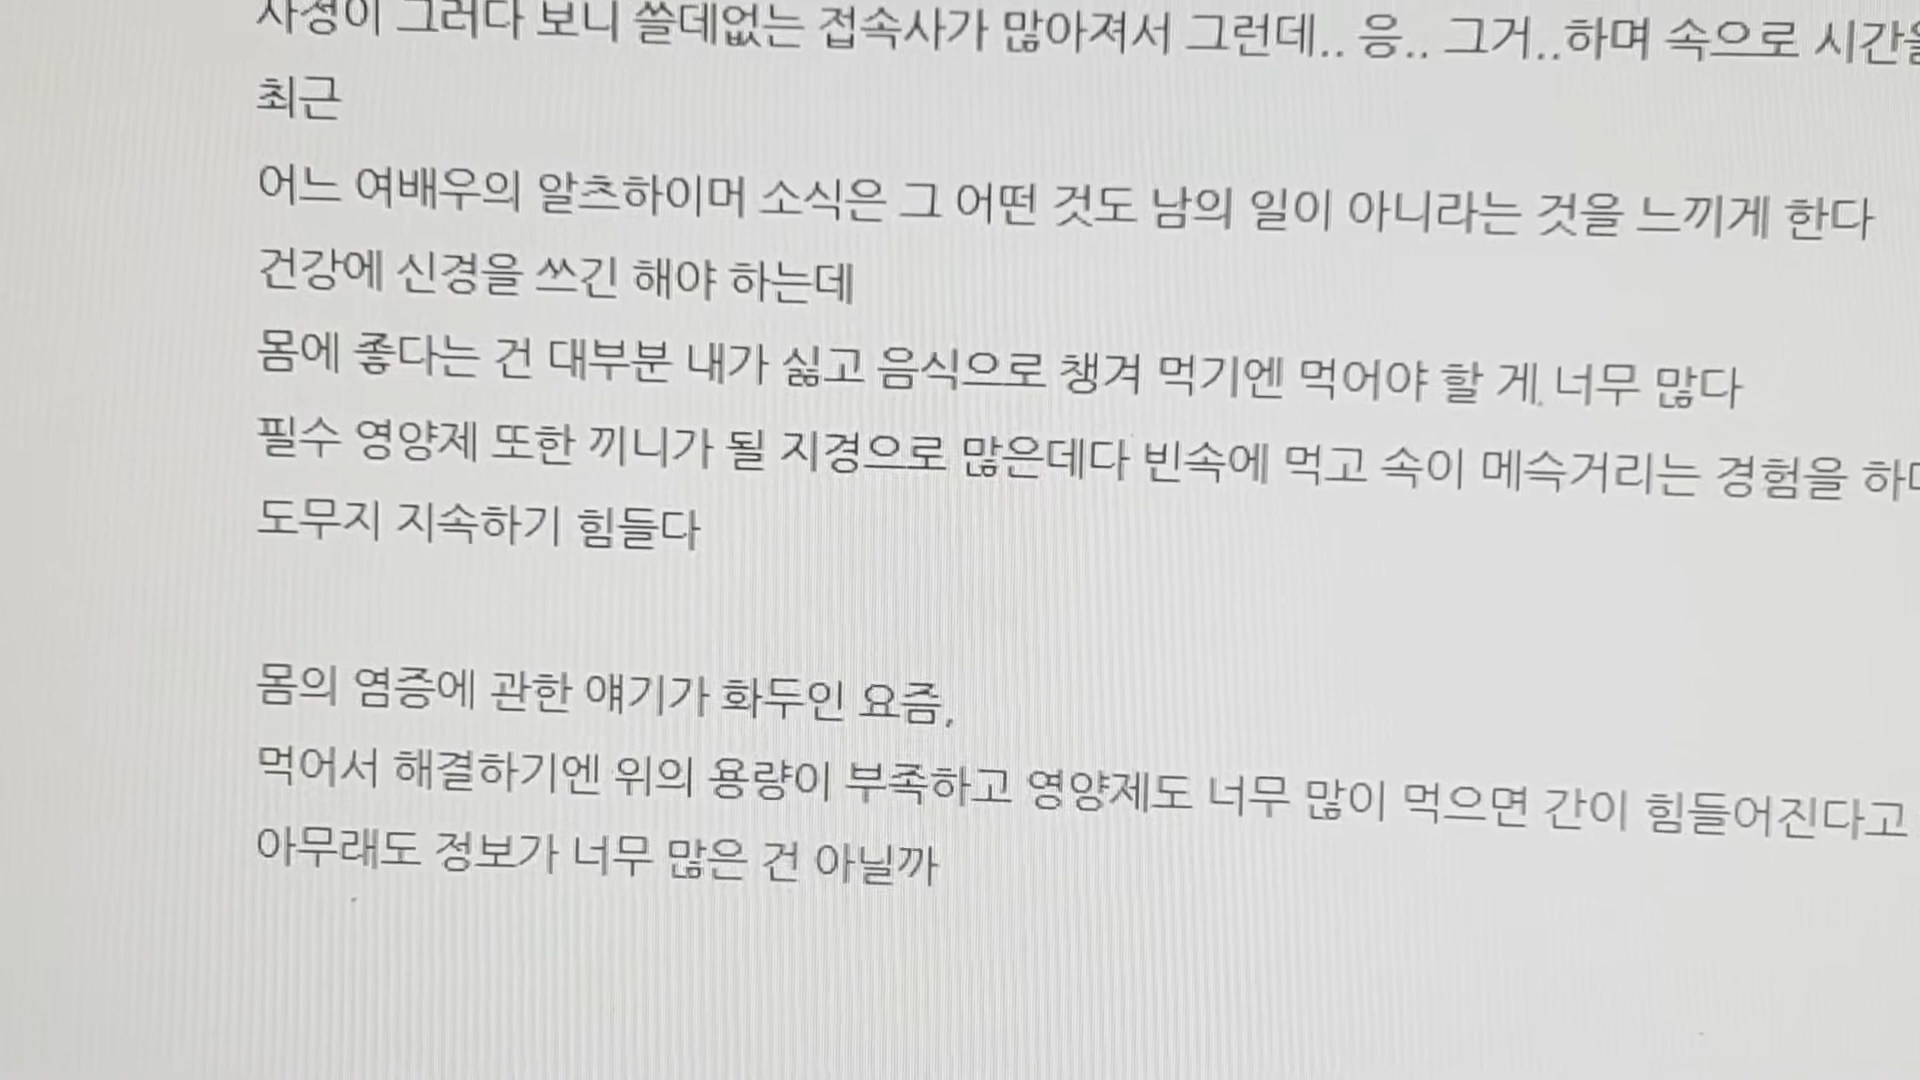 사정이 그러다 보니 쓸데없는 접속사가 많아져서 그런데.. 응.. 그거..하며 속으로 시간을
최근
어느 여배우의 알츠하이머 소식은 그 어떤 것도 남의 일이 아니라는 것을 느끼게 한다
건강에 신경을 쓰긴 해야 하는데
몸에 좋다는 건 대부분 내가 싫고 음식으로 챙겨 먹기엔 먹어야 할 게 너무 많다
필수 영양제 또한 끼니가 될 지경으로 많은데다 빈속에 먹고 속이 메슥거리는 경험을
도무지 지속하기 힘들다
몸의 염증에 관한 얘기가 화두인 요즘,
먹어서 해결하기엔 위의 용량이 부족하고 영양제도 너무 많이 먹으면 간이 힘들어진다고
아무래도 정보가 너무 많은 건 아닐까